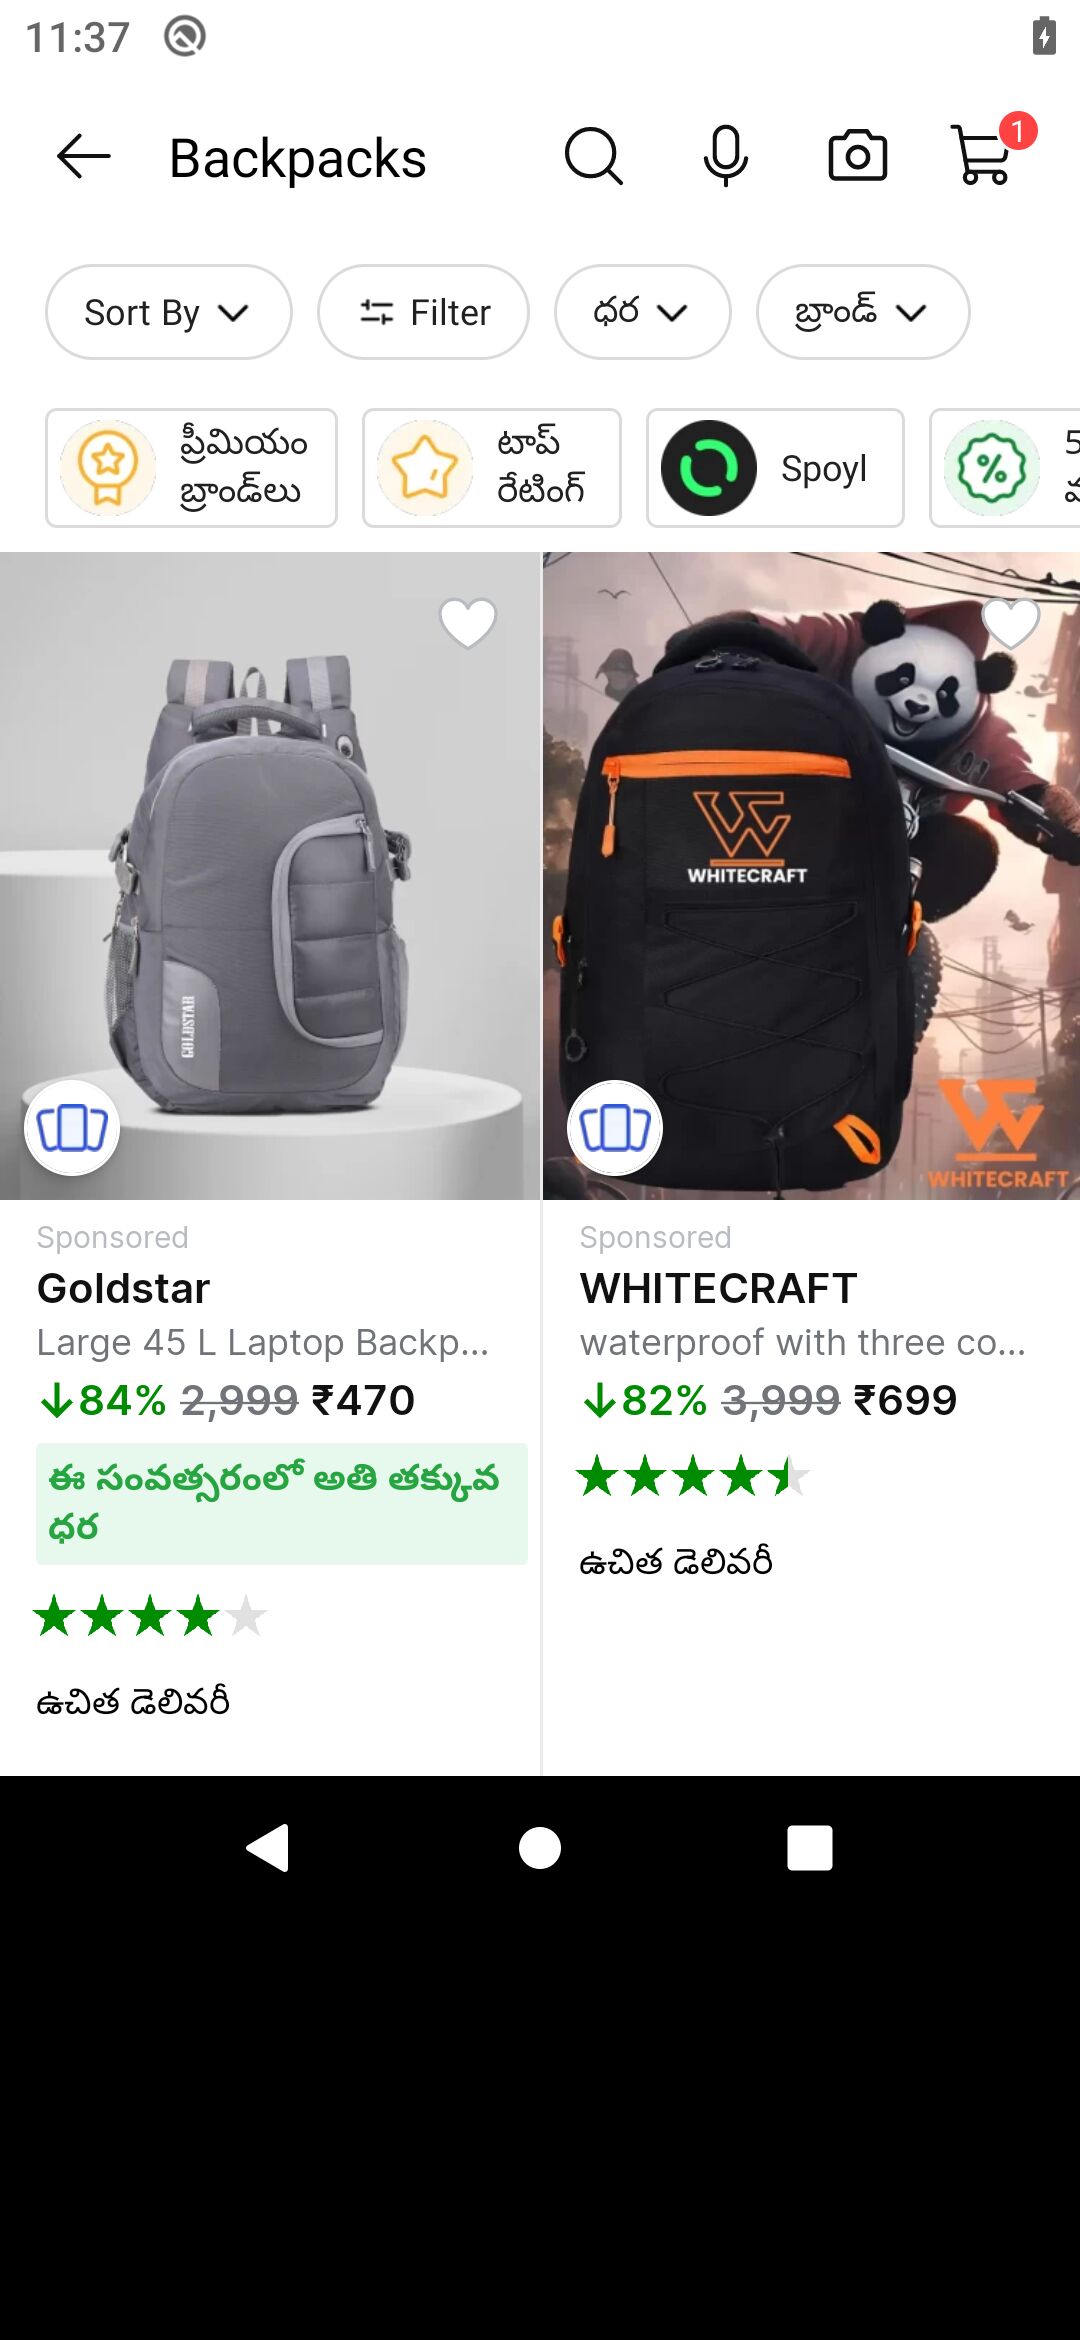 11:37
Backpacks
1
Sort By
Filter
ధర
బ్రాండ్
ప్రీమియం
బ్రాండ్‌లు
టాప్
రేటింగ్
Spoyl
%
5
GOLDSTAR
WHITECRAFT
WHITECRAFT
Sponsored
Goldstar
Large 45 L Laptop Backp...
↓84% 2,999 ₹470
ఈ సంవత్సరంలో అతి తక్కువ
ధర
ఉచిత డెలివరీ
Sponsored
WHITECRAFT
waterproof with three co...
↓82% 3,999 ₹699
ఉచిత డెలివరీ